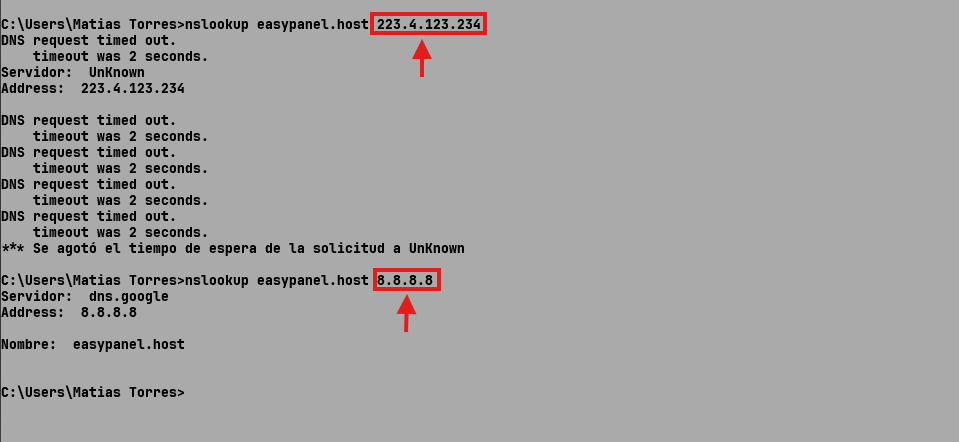 C:\Users\Matias Torres>nslookup easypanel.host 223.4.123.234
DNS request timed out.
    timeout was 2 seconds.
Servidor:  UnKnown
Address:  223.4.123.234

DNS request timed out.
    timeout was 2 seconds.
DNS request timed out.
    timeout was 2 seconds.
DNS request timed out.
    timeout was 2 seconds.
DNS request timed out.
    timeout was 2 seconds.
*** Se agotó el tiempo de espera de la solicitud a UnKnown

C:\Users\Matias Torres>nslookup easypanel.host 8.8.8.8
Servidor:  dns.google
Address:  8.8.8.8

Nombre:  easypanel.host

C:\Users\Matias Torres>